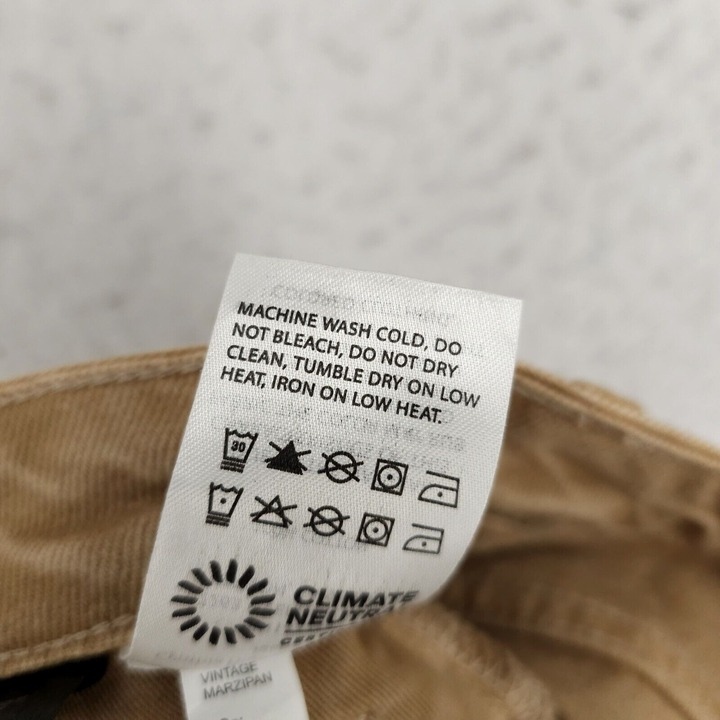 MACHINE WASH COLD, DO
NOT BLEACH, DO NOT DRY
CLEAN, TUMBLE DRY ON LOW
HEAT, IRON ON LOW HEAT.
30
CLIMATE
NEUTRAL
VINTAGE
MARZIPAN